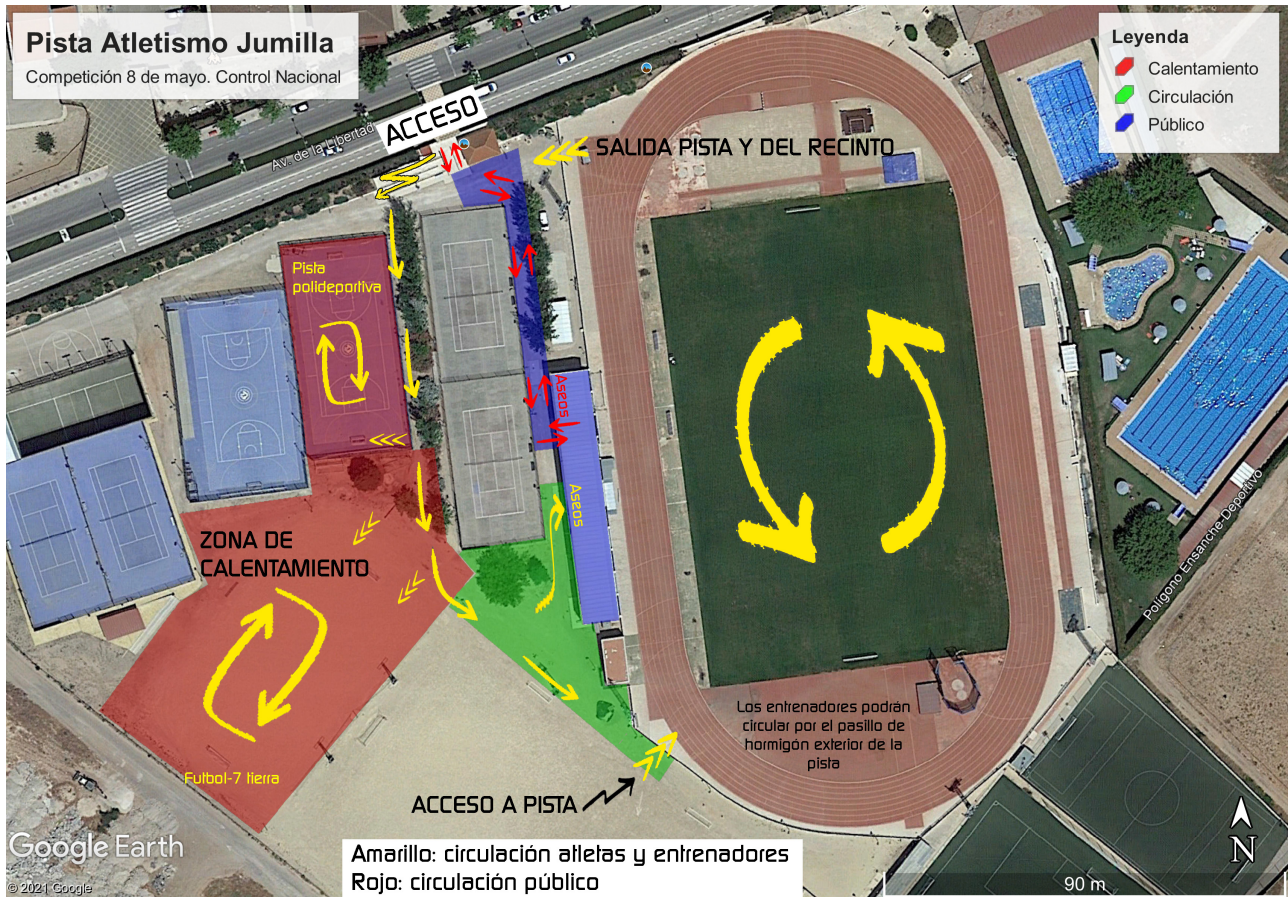 Pista Atletismo Jumilla
Competición 8 de mayo. Control Nacional
Leyenda
Calentamiento
Circulación
Público
ACCESO
Av. de la Libertad
SALIDA PISTA Y DEL RECINTO
Pista
polideportiva
Aseos
Aseos
ZONA DE
CALENTAMIENTO
Polígono Ensanche-Deportivo
Los entrenadores podrán
circular por el pasillo de
hormigón exterior de la
pista
Futbol-7 tierra
ACCESO A PISTA
Google Earth
© 2021 Google
Amarillo: circulación atletas y entrenadores
Rojo: circulación público
N
90 m